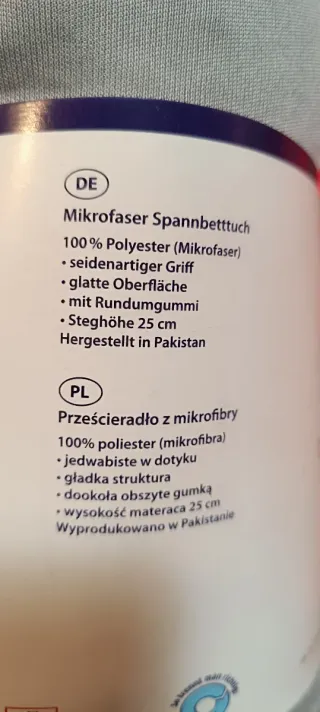 DE
Mikrofaser Spannbetttuch
100 % Polyester (Mikrofaser)
• seidenartiger Griff
• glatte Oberfläche
• mit Rundumgummi
• Steghöhe 25 cm
Hergestellt in Pakistan
PL
Prześcieradło z mikrofibry
100% poliester (mikrofibra)
• jedwabiste w dotyku
• gładka struktura
• dookoła obszyte gumką
• wysokość materaca 25 cm
Wyprodukowano w Pakistanie